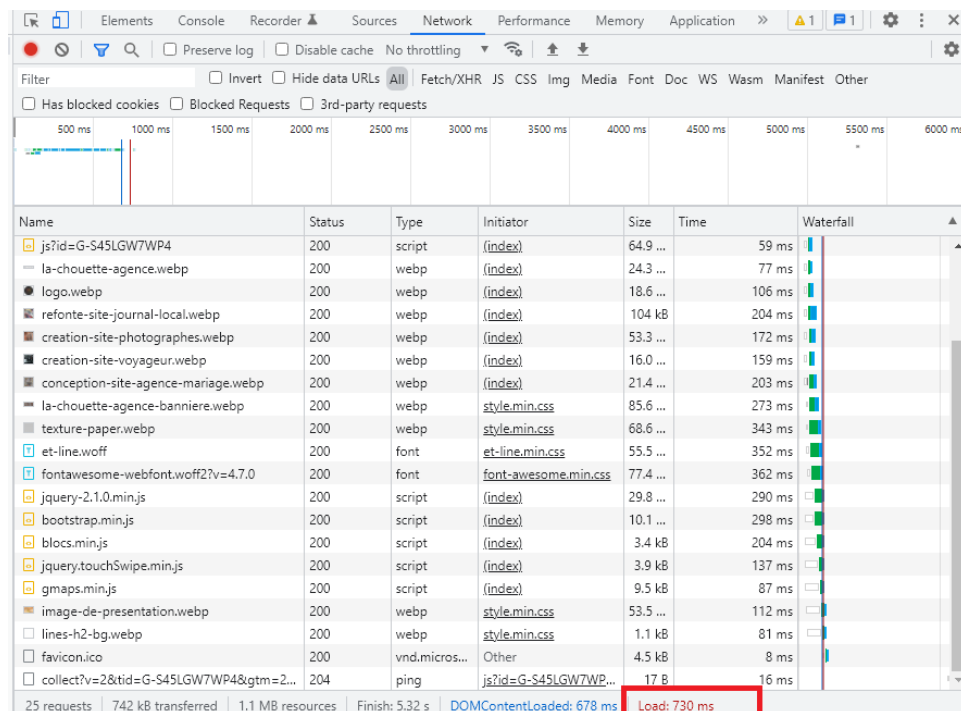 Elements Console Recorder Sources Network Performance Memory Application » 1 1
Preserve log Disable cache No throttling
Filter Invert Hide data URLs All Fetch/XHR JS CSS Img Media Font Doc WS Wasm Manifest Other
Has blocked cookies Blocked Requests 3rd-party requests
500 ms 1000 ms 1500 ms 2000 ms 2500 ms 3000 ms 3500 ms 4000 ms 4500 ms 5000 ms 5500 ms 6000 ms
Name Status Type Initiator Size Time Waterfall
js?id=G-S45LGW7WP4 200 script (index) 64.9 ... 59 ms
la-chouette-agence.webp 200 webp (index) 24.3 ... 77 ms
logo.webp 200 webp (index) 18.6 ... 106 ms
refonte-site-journal-local.webp 200 webp (index) 104 kB 204 ms
creation-site-photographes.webp 200 webp (index) 53.3 ... 172 ms
creation-site-voyageur.webp 200 webp (index) 16.0 ... 159 ms
conception-site-agence-mariage.webp 200 webp (index) 21.4 ... 203 ms
la-chouette-agence-banniere.webp 200 webp style.min.css 85.6 ... 273 ms
texture-paper.webp 200 webp style.min.css 68.6 ... 343 ms
et-line.woff 200 font et-line.min.css 55.5 ... 352 ms
fontawesome-webfont.woff2?v=4.7.0 200 font font-awesome.min.css 77.4 ... 362 ms
jquery-2.1.0.min.js 200 script (index) 29.8 ... 290 ms
bootstrap.min.js 200 script (index) 10.1 ... 298 ms
blocs.min.js 200 script (index) 3.4 kB 204 ms
jquery.touchSwipe.min.js 200 script (index) 3.9 kB 137 ms
gmaps.min.js 200 script (index) 9.5 kB 87 ms
image-de-presentation.webp 200 webp style.min.css 53.5 ... 112 ms
lines-h2-bg.webp 200 webp style.min.css 1.1 kB 81 ms
favicon.ico 200 vnd.micros... Other 4.5 kB 8 ms
collect?v=2&tid=G-S45LGW7WP4&gtm=2... 204 ping js?id=G-S45LGW7WP... 17 B 16 ms
25 requests 742 kB transferred 1.1 MB resources Finish: 5.32 s DOMContentLoaded: 678 ms Load: 730 ms